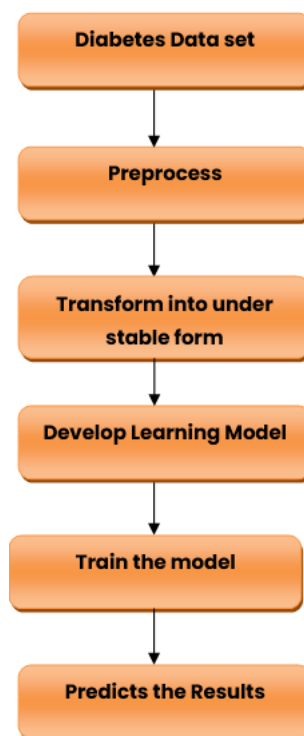 Diabetes Data set
Preprocess
Transform into under
stable form
Develop Learning Model
Train the model
Predicts the Results